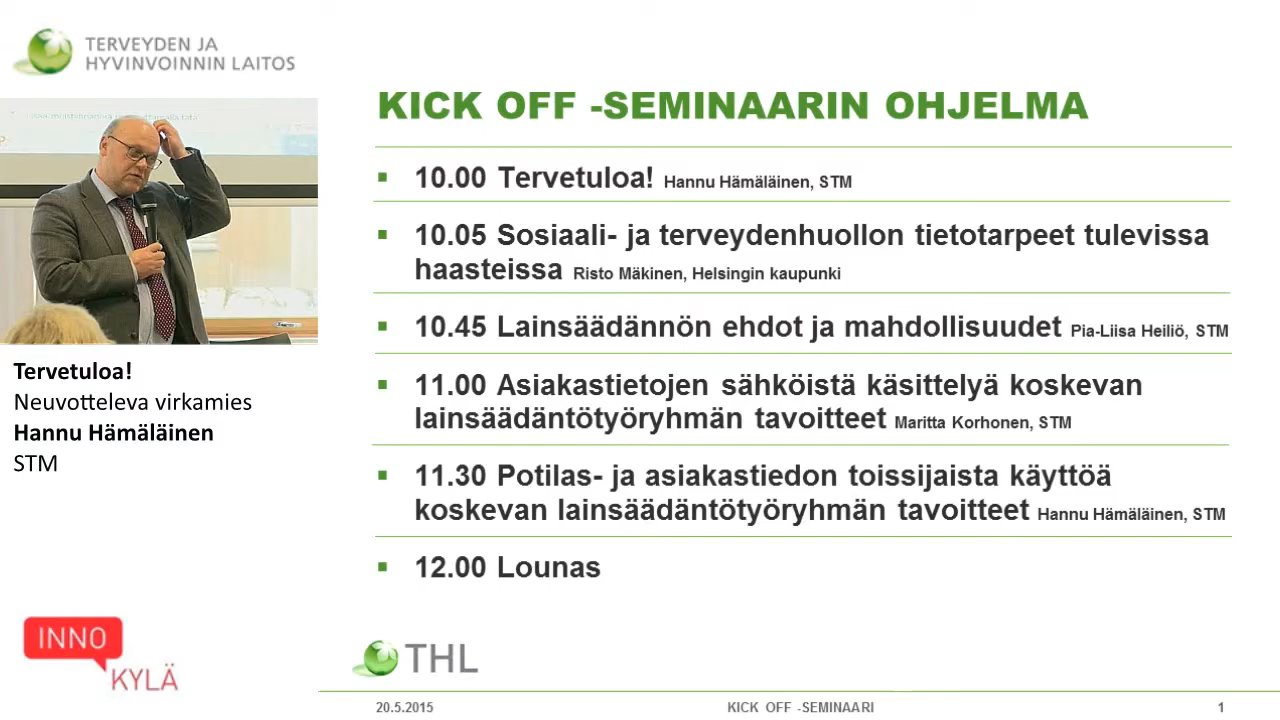 TERVEYDEN JA
HYVINVOINNIN LAITOS
Tervetuloa!
Neuvotteleva virkamies
Hannu Hämäläinen
STM
INNO
KYLÄ
KICK OFF -SEMINAARIN OHJELMA
▪ 10.00 Tervetuloa! Hannu Hämäläinen, STM
▪ 10.05 Sosiaali- ja terveydenhuollon tietotarpeet tulevissa
haasteissa Risto Mäkinen, Helsingin kaupunki
▪ 10.45 Lainsäädännön ehdot ja mahdollisuudet Pia-Liisa Heiliö, STM
▪ 11.00 Asiakastietojen sähköistä käsittelyä koskevan
lainsäädäntötyöryhmän tavoitteet Maritta Korhonen, STM
▪ 11.30 Potilas- ja asiakastiedon toissijaista käyttöä
koskevan lainsäädäntötyöryhmän tavoitteet Hannu Hämäläinen, STM
▪ 12.00 Lounas
THL
20.5.2015 KICK OFF -SEMINAARI 1